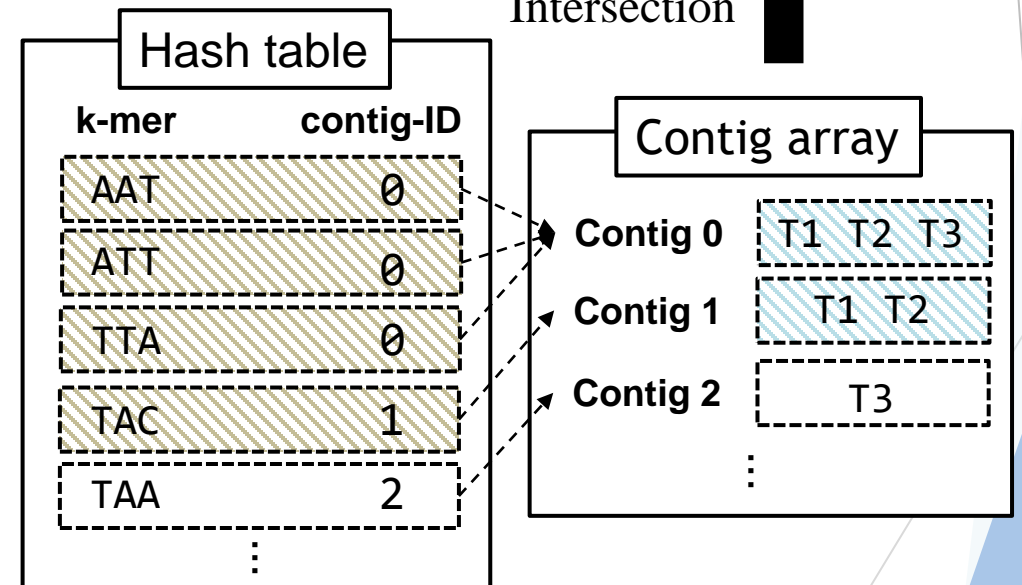 Intersection
Hash table
k-mer contig-ID
AAT 0
ATT 0
TTA 0
TAC 1
TAA 2
⋮
Contig array
Contig 0 T1 T2 T3
Contig 1 T1 T2
Contig 2 T3
⋮